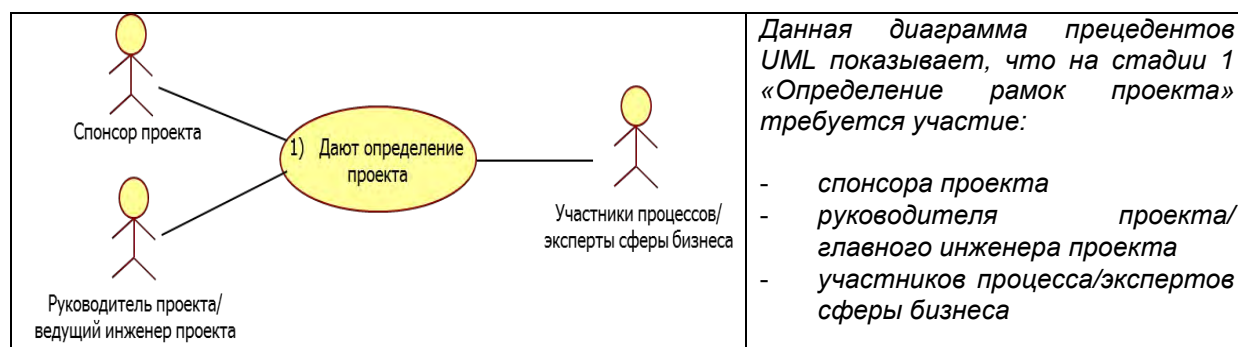 Спонсор проекта
1) Дают определение
проекта
Участники процессов/
эксперты сферы бизнеса
Руководитель проекта/
ведущий инженер проекта
Данная диаграмма прецедентов
UML показывает, что на стадии 1
«Определение рамок проекта»
требуется участие:
- спонсора проекта
- руководителя проекта/
главного инженера проекта
- участников процесса/экспертов
сферы бизнеса